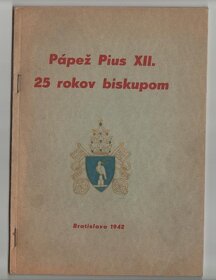 Pápež Pius XII.
25 rokov biskupom
Bratislava 1942